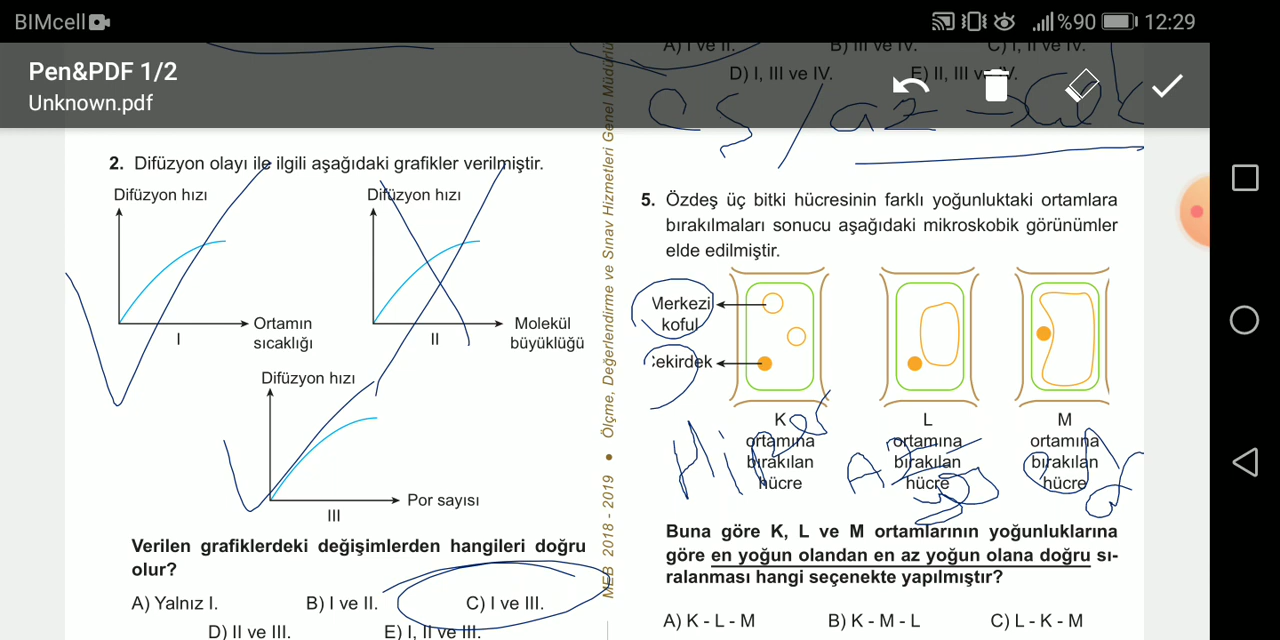 BIMcell
%90
12:29
Pen&PDF 1/2
Unknown.pdf
A) I ve II.
B) III ve IV.
C) I, II ve IV.
D) I, III ve IV.
E) II, III ve IV.
2. Difüzyon olayı ile ilgili aşağıdaki grafikler verilmiştir.
Difüzyon hızı
Ortamın
sıcaklığı
I
Difüzyon hızı
Molekül
büyüklüğü
II
Difüzyon hızı
Por sayısı
III
Verilen grafiklerdeki değişimlerden hangileri doğru
olur?
A) Yalnız I.
B) I ve II.
C) I ve III.
D) II ve III.
E) I, II ve III.
MEB 2018 - 2019 ● Ölçme, Değerlendirme ve Sınav Hizmetleri Genel Müdürlü
5. Özdeş üç bitki hücresinin farklı yoğunluktaki ortamlara
bırakılmaları sonucu aşağıdaki mikroskobik görünümler
elde edilmiştir.
Merkezi
koful
Çekirdek
K
ortamına
bırakılan
hücre
L
ortamına
bırakılan
hücre
M
ortamına
bırakılan
hücre
Hiper
Buna göre K, L ve M ortamlarının yoğunluklarına
göre en yoğun olandan en az yoğun olana doğru sı-
ralanması hangi seçenekte yapılmıştır?
A) K - L - M
B) K - M - L
C) L - K - M